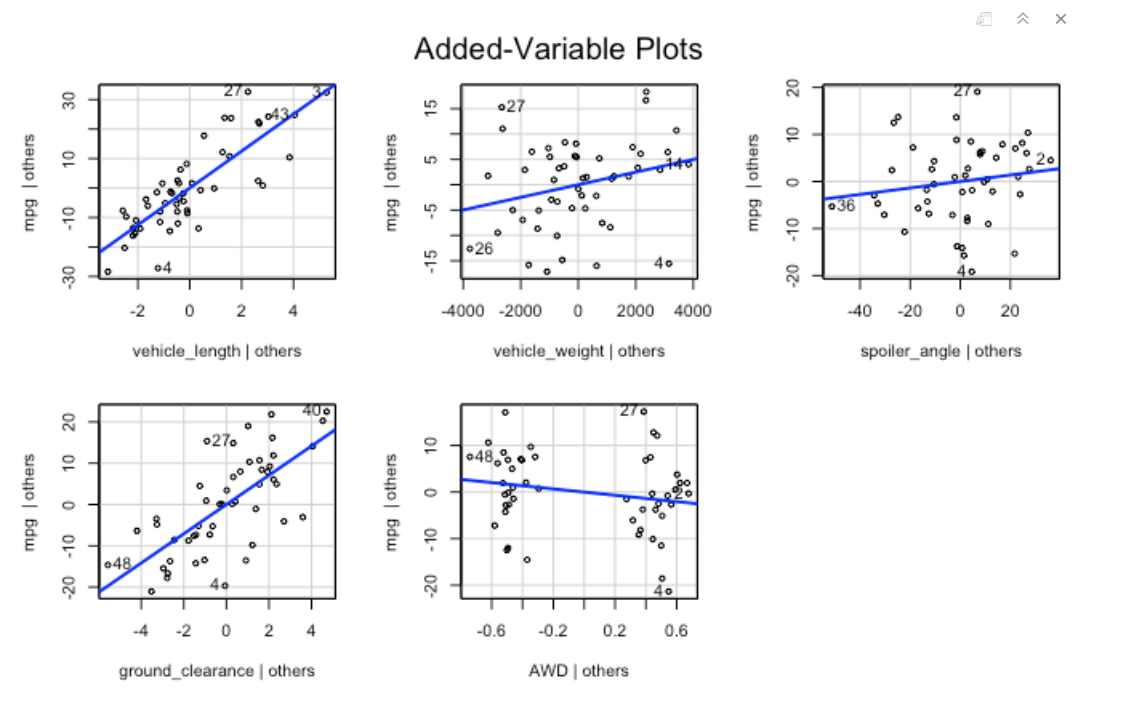 Added-Variable Plots
mpg | others
30
10
-10
-30
27
3
43
4
-2 0 2 4
vehicle_length | others
mpg | others
15
5
-5
-15
27
14
26
4
-4000 -2000 0 2000 4000
vehicle_weight | others
mpg | others
20
10
0
-10
-20
27
2
36
4
-40 -20 0 20
spoiler_angle | others
mpg | others
20
10
0
-10
-20
40
27
48
4
-4 -2 0 2 4
ground_clearance | others
mpg | others
10
0
-10
-20
27
48
2
4
-0.6 -0.2 0.2 0.6
AWD | others